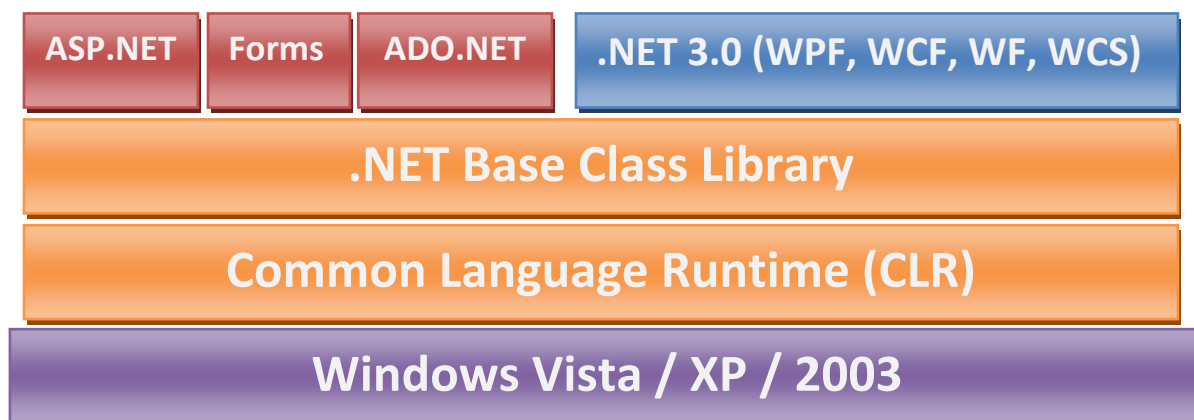 ASP.NET Forms ADO.NET .NET 3.0 (WPF, WCF, WF, WCS)
.NET Base Class Library
Common Language Runtime (CLR)
Windows Vista / XP / 2003